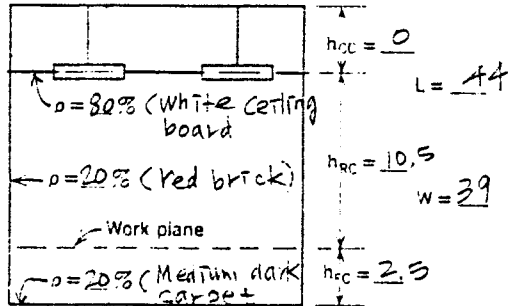 hCC = 0
L = 44
ρ = 80% (White Ceiling
board
hRC = 10.5
ρ = 20% (red brick)
W = 39
Work plane
hFC = 2.5
ρ = 20% (Medium dark
carpet